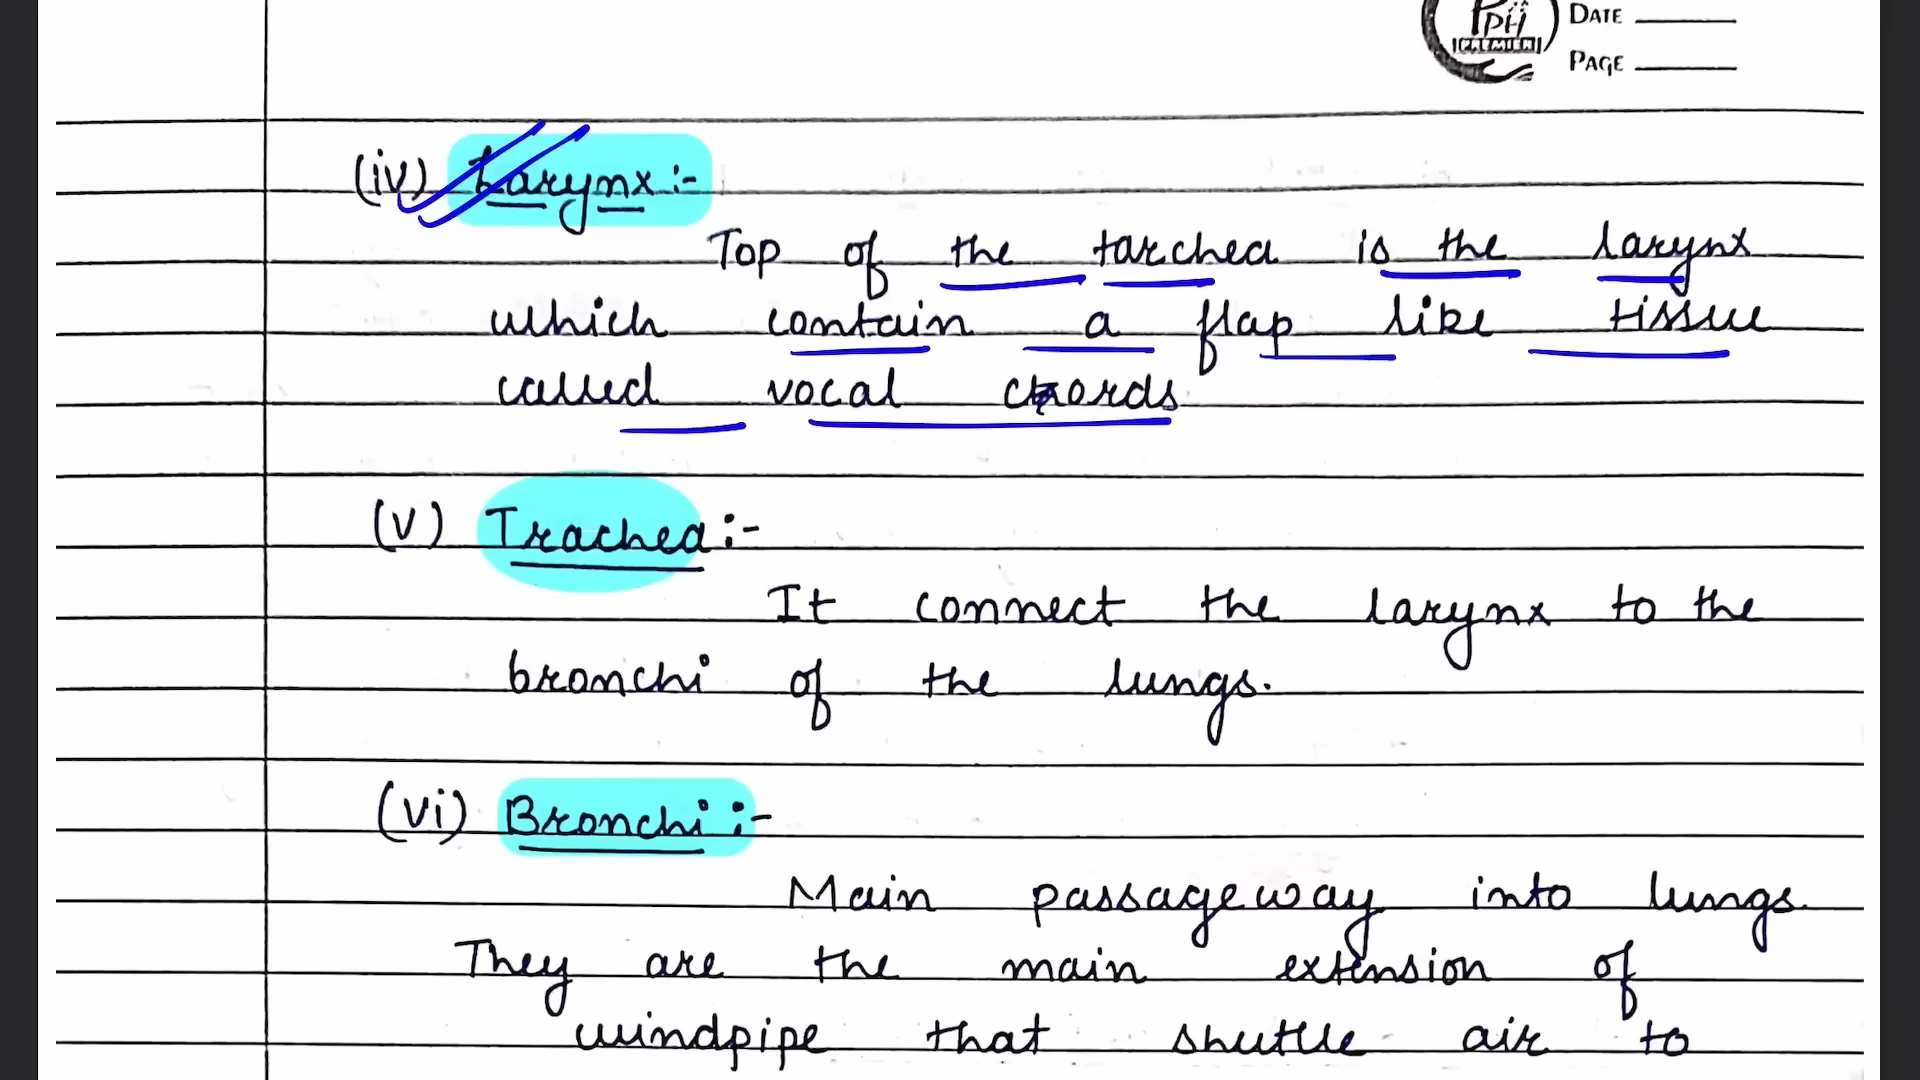 DATE
PREMIER PAGE
(iv) Larynx :-
Top of the tarchea is the larynx
which contain a flap like tissue
called vocal cords
(v) Trachea :-
It connect the larynx to the
bronchi of the lungs.
(vi) Bronchi :-
Main passageway into lungs.
They are the main extension of
windpipe that shuttle air to